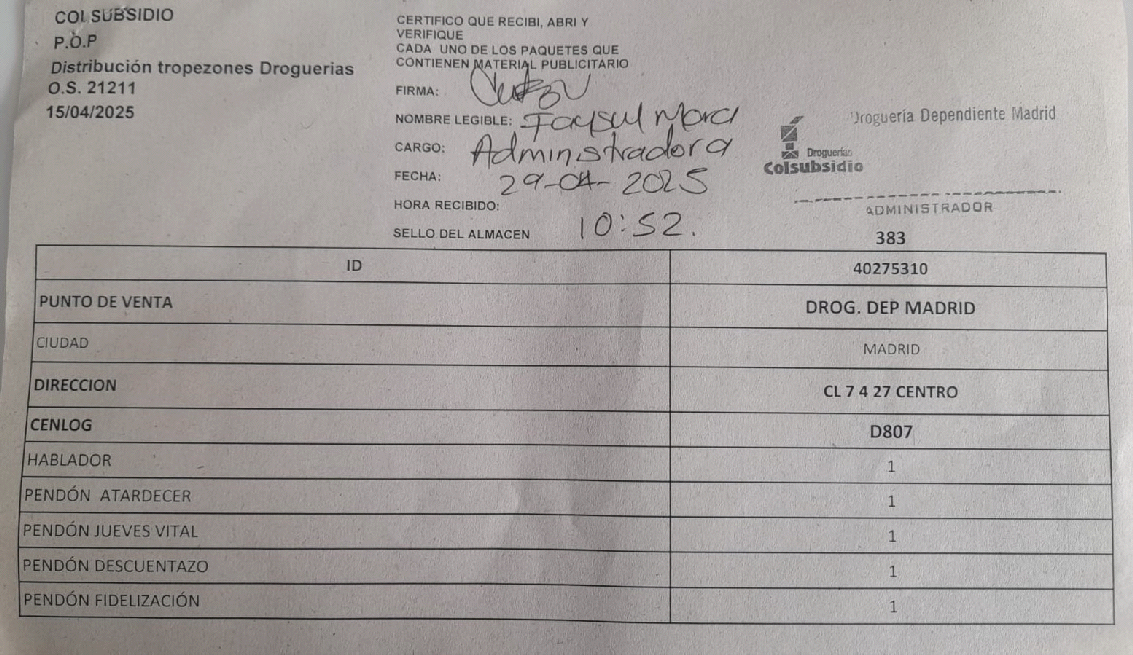 COLSUBSIDIO
P.O.P
Distribución tropezones Droguerias
O.S. 21211
15/04/2025
CERTIFICO QUE RECIBI, ABRI Y
VERIFIQUE
CADA UNO DE LOS PAQUETES QUE
CONTIENEN MATERIAL PUBLICITARIO
FIRMA:
NOMBRE LEGIBLE: Mora
CARGO: Administradora
FECHA: 29-04-2025
HORA RECIBIDO: 10:52.
SELLO DEL ALMACEN
Droguería Dependiente Madrid
Droguerías
Colsubsidio
ADMINISTRADOR
383
ID 40275310
PUNTO DE VENTA DROG. DEP MADRID
CIUDAD MADRID
DIRECCION CL 7 4 27 CENTRO
CENLOG D807
HABLADOR 1
PENDÓN ATARDECER 1
PENDÓN JUEVES VITAL 1
PENDÓN DESCUENTAZO 1
PENDÓN FIDELIZACIÓN 1